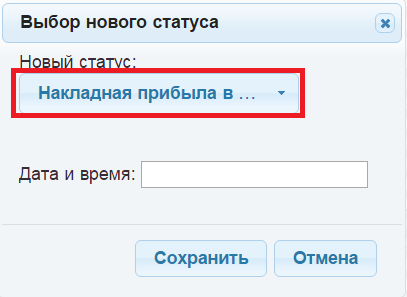 Выбор нового статуса
Новый статус:
Накладная прибыла в ...
Дата и время:
Сохранить Отмена